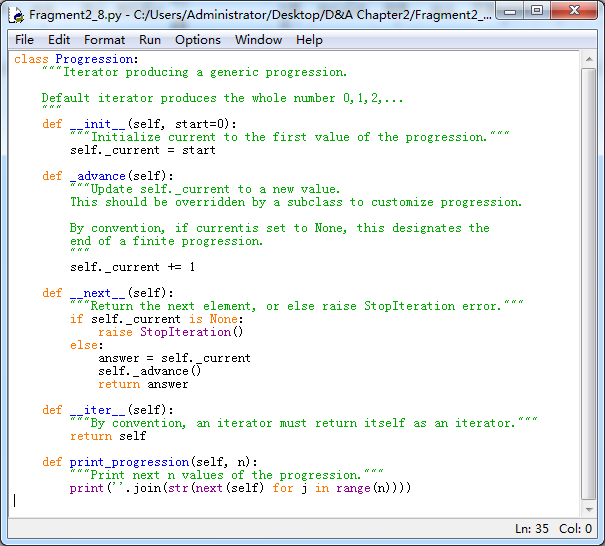 Fragment2_8.py - C:/Users/Administrator/Desktop/D&A Chapter2/Fragment2_...
File Edit Format Run Options Window Help
class Progression:
    """Iterator producing a generic progression.

    Default iterator produces the whole number 0,1,2,...
    """
    def __init__(self, start=0):
        """Initialize current to the first value of the progression."""
        self._current = start

    def _advance(self):
        """Update self._current to a new value.
        This should be overridden by a subclass to customize progression.

        By convention, if currentis set to None, this designates the
        end of a finite progression.
        """
        self._current += 1

    def __next__(self):
        """Return the next element, or else raise StopIteration error."""
        if self._current is None:
            raise StopIteration()
        else:
            answer = self._current
            self._advance()
            return answer

    def __iter__(self):
        """By convention, an iterator must return itself as an iterator."""
        return self

    def print_progression(self, n):
        """Print next n values of the progression."""
        print(''.join(str(next(self) for j in range(n))))
Ln: 35 Col: 0